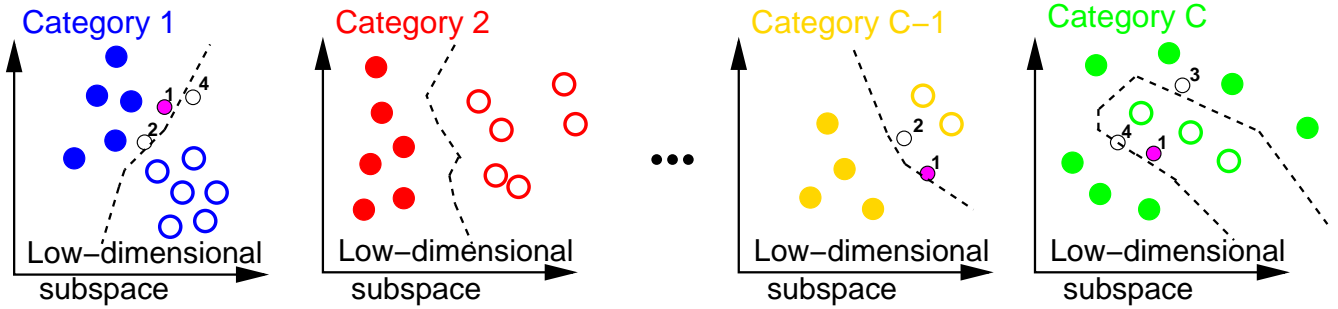 Category 1
4
1
2
Low−dimensional
subspace
Category 2
Low−dimensional
subspace
Category C−1
2
1
Low−dimensional
subspace
Category C
3
4
1
Low−dimensional
subspace